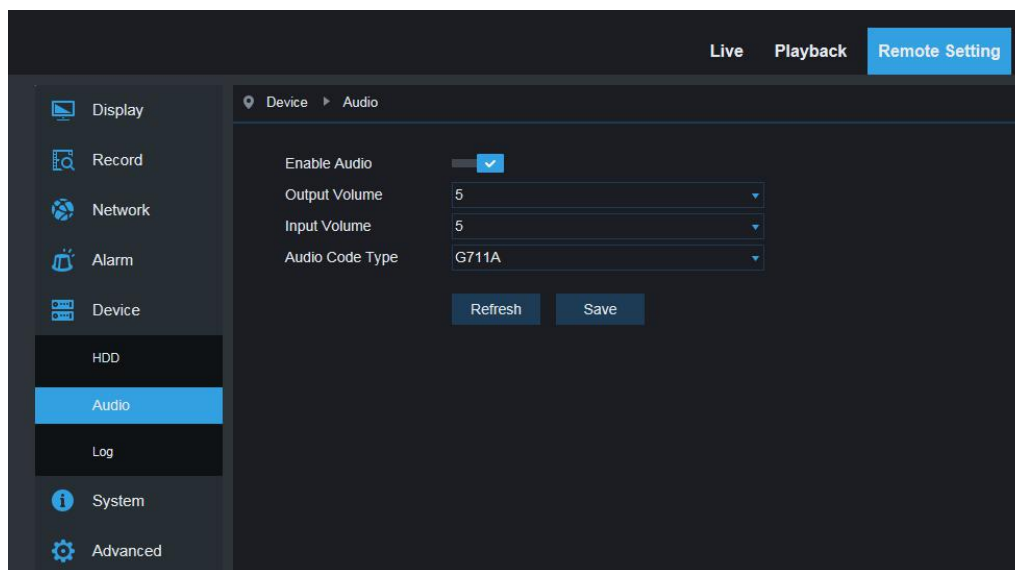 Live Playback Remote Setting
Display
Record
Network
Alarm
Device
HDD
Audio
Log
System
Advanced
Device Audio
Enable Audio
Output Volume 5
Input Volume 5
Audio Code Type G711A
Refresh Save